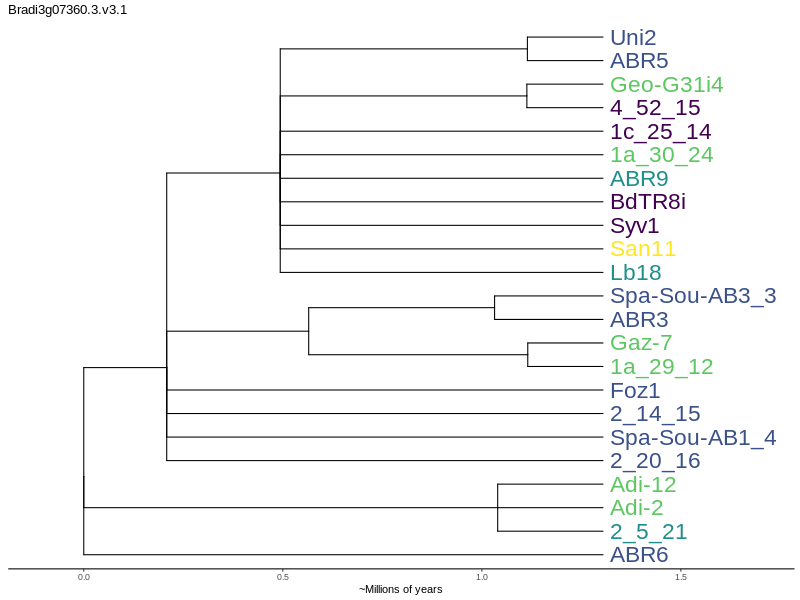 Bradi3g07360.3.v3.1
Uni2
ABR5
Geo-G31i4
4_52_15
1c_25_14
1a_30_24
ABR9
BdTR8i
Syv1
San11
Lb18
Spa-Sou-AB3_3
ABR3
Gaz-7
1a_29_12
Foz1
2_14_15
Spa-Sou-AB1_4
2_20_16
Adi-12
Adi-2
2_5_21
ABR6
0.0 0.5 1.0 1.5
~Millions of years